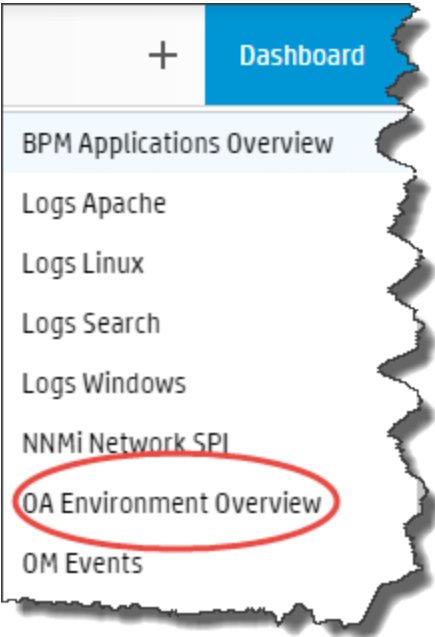 + Dashboard
BPM Applications Overview
Logs Apache
Logs Linux
Logs Search
Logs Windows
NNMi Network SPI
OA Environment Overview
OM Events